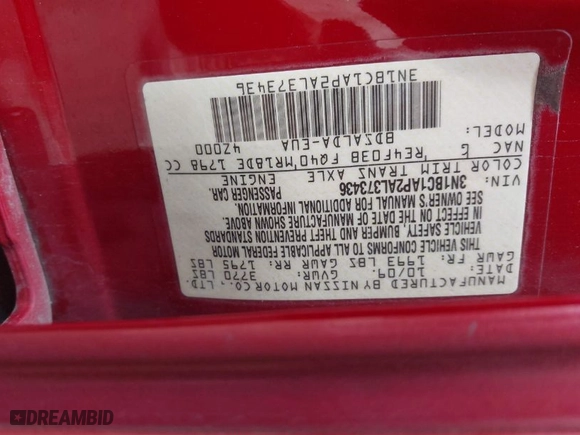 MANUFACTURED BY NISSAN MOTOR CO., LTD.
DATE: 10/09. GVWR: 3770 LBS
GAWR FR: 1993 LBS GAWR RR: 1795 LBS
THIS VEHICLE CONFORMS TO ALL APPLICABLE FEDERAL MOTOR
VEHICLE SAFETY, BUMPER AND THEFT PREVENTION STANDARDS
IN EFFECT ON THE DATE OF MANUFACTURE SHOWN ABOVE.
SEE OWNER'S MANUAL FOR ADDITIONAL INFORMATION
VIN: 3N1BC1AP2AL373436 PASSENGER CAR.
COLOR TRIM TRANS AXLE ENGINE
NAC G RE4F03B FQ40 MR18DE 1798 CC
MODEL: BDZALDA-EUA
4Z000
3N1BC1AP2AL373436
DREAMBID